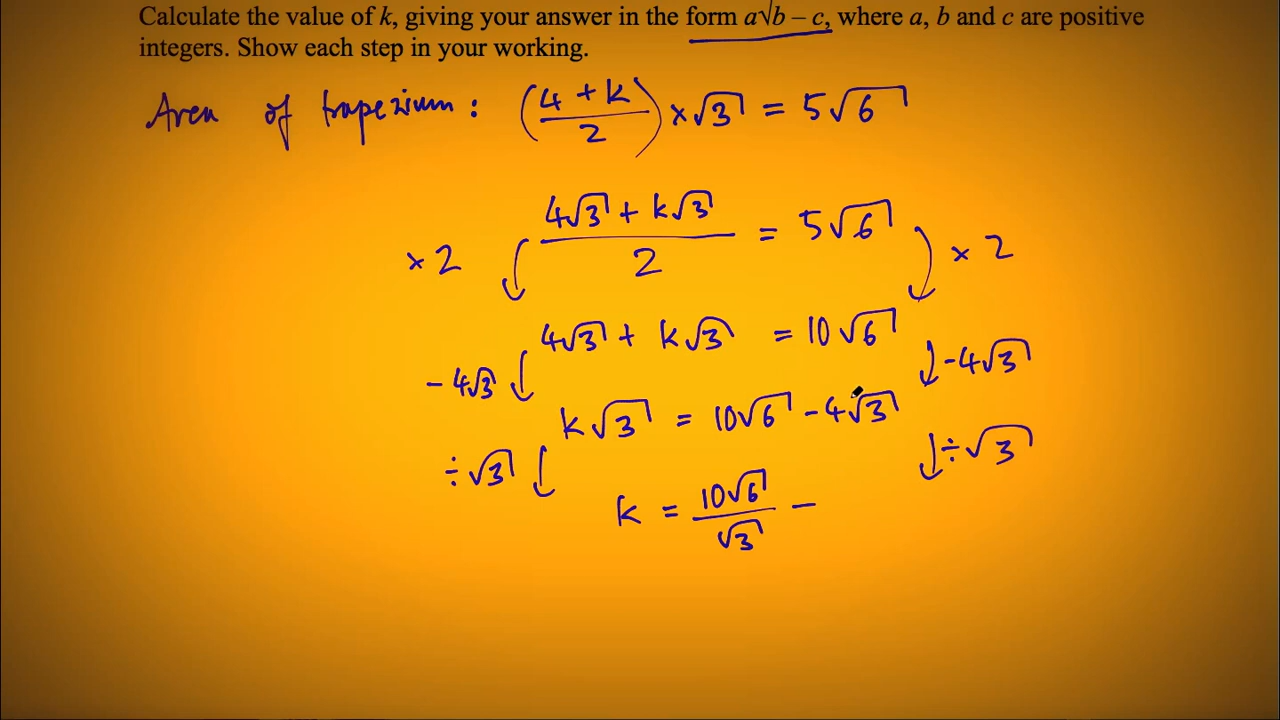 Calculate the value of k, giving your answer in the form a√b – c, where a, b and c are positive
integers. Show each step in your working.
Area of trapezium : (4 + k / 2) × √3 = 5√6
× 2 4√3 + k√3 / 2 = 5√6 × 2
4√3 + k√3 = 10√6
- 4√3 - 4√3
k√3 = 10√6 - 4√3
÷ √3 ÷ √3
k = 10√6 / √3 -